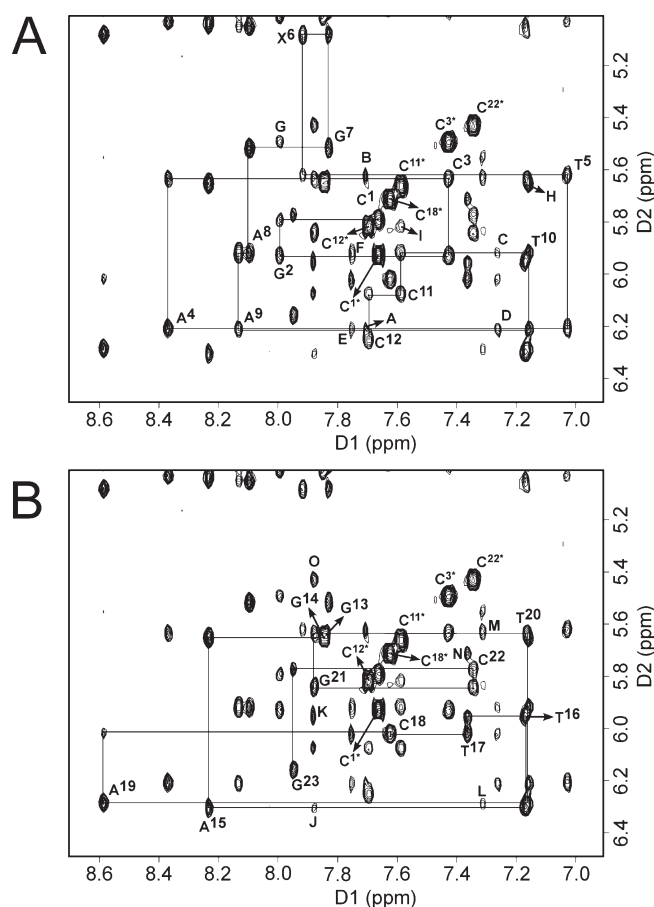 A
X⁶
G
G⁷
B
C¹¹*
C³*
C²²*
C³
T⁵
C¹
C¹⁸*
H
A⁸
C¹²*
F
I
C
T¹⁰
G²
C¹*
C¹¹
A⁴
A⁹
E
A
C¹²
D
5.2
5.4
5.6
5.8
6.0
6.2
6.4
D2 (ppm)
8.6 8.4 8.2 8.0 7.8 7.6 7.4 7.2 7.0
D1 (ppm)
B
O
G¹⁴
G¹³
C¹¹*
C³*
C²²*
M
T²⁰
C¹²*
C¹⁸*
N
C²²
G²¹
K
C¹*
C¹⁸
T¹⁷
T¹⁶
G²³
A¹⁹
A¹⁵
J
L
5.2
5.4
5.6
5.8
6.0
6.2
6.4
D2 (ppm)
8.6 8.4 8.2 8.0 7.8 7.6 7.4 7.2 7.0
D1 (ppm)